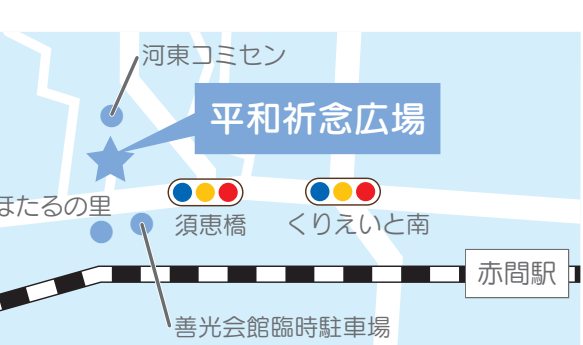 河東コミセン
平和祈念広場
ほたるの里
須恵橋
くりえいと南
赤間駅
善光会館臨時駐車場